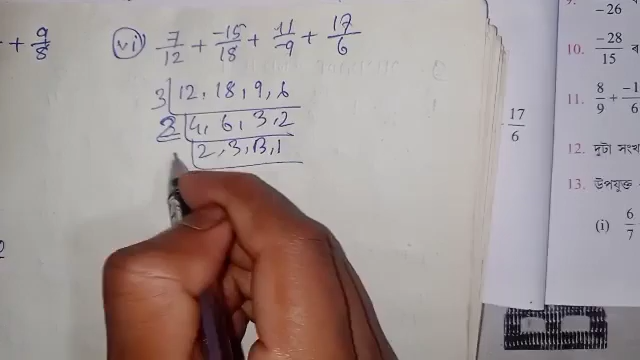 + 9/8
(vi) 7/12 + -15/18 + 11/-9 + 17/6
3 | 12, 18, 9, 6
2 | 4, 6, 3, 2
2, 3, 3, 1
17/6
-26
10. -28/15
11. 8/9 + -1
6
12. দুটা সংখ
13. উপযুক্ত
(i) 6/7